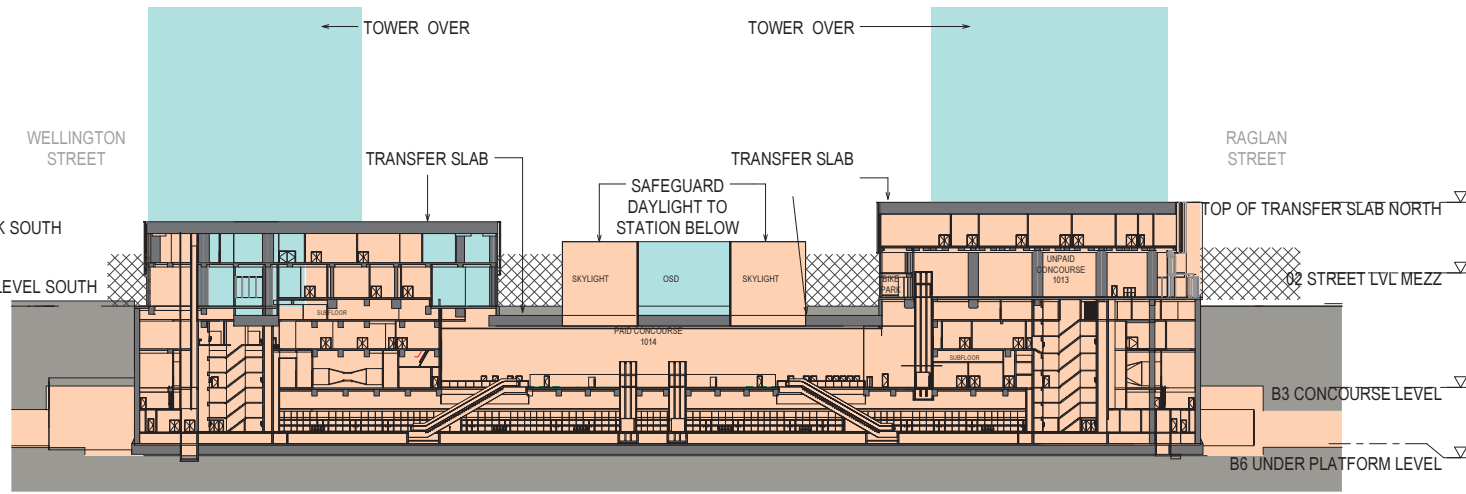 TOWER OVER
TOWER OVER
WELLINGTON
STREET
RAGLAN
STREET
TRANSFER SLAB
TRANSFER SLAB
SAFEGUARD
DAYLIGHT TO
STATION BELOW
K SOUTH
TOP OF TRANSFER SLAB NORTH
LEVEL SOUTH
02 STREET LVL MEZZ
SKYLIGHT
OSD
SKYLIGHT
BIKE
PARK
UNPAID
CONCOURSE
1013
SUBFLOOR
PAID CONCOURSE
1014
SUBFLOOR
B3 CONCOURSE LEVEL
B6 UNDER PLATFORM LEVEL